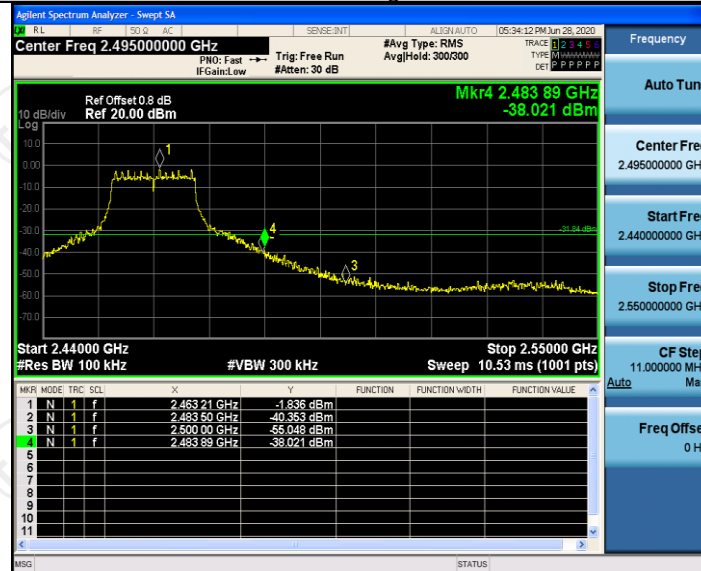 Agilent Spectrum Analyzer - Swept SA
LXI RL RF 50 Ω AC SENSE:INT ALIGN AUTO 05:34:12 PM Jun 28, 2020
Center Freq 2.495000000 GHz
PNO: Fast
IFGain:Low
Trig: Free Run
#Atten: 30 dB
#Avg Type: RMS
Avg|Hold: 300/300
TRACE 1 2 3 4 5 6
TYPE M
DET P P P P P P
Frequency
Mkr4 2.483 89 GHz
-38.021 dBm
Ref Offset 0.8 dB
10 dB/div Ref 20.00 dBm
Log
10.0
0.00
-10.0
-20.0
-30.0
-40.0
-50.0
-60.0
-70.0
1
4
3
-31.84 dBm
Start 2.44000 GHz
Stop 2.55000 GHz
#Res BW 100 kHz #VBW 300 kHz Sweep 10.53 ms (1001 pts)
MKR MODE TRC SCL X Y FUNCTION FUNCTION WIDTH FUNCTION VALUE
1 N 1 f 2.463 21 GHz -1.836 dBm
2 N 1 f 2.483 50 GHz -40.353 dBm
3 N 1 f 2.500 00 GHz -55.048 dBm
4 N 1 f 2.483 89 GHz -38.021 dBm
5
6
7
8
9
10
11
MSG STATUS
Auto Tun
Center Fre
2.495000000 GH
Start Fre
2.440000000 GH
Stop Fre
2.550000000 GH
CF Step
11.000000 MH
Auto Ma
Freq Offse
0 H